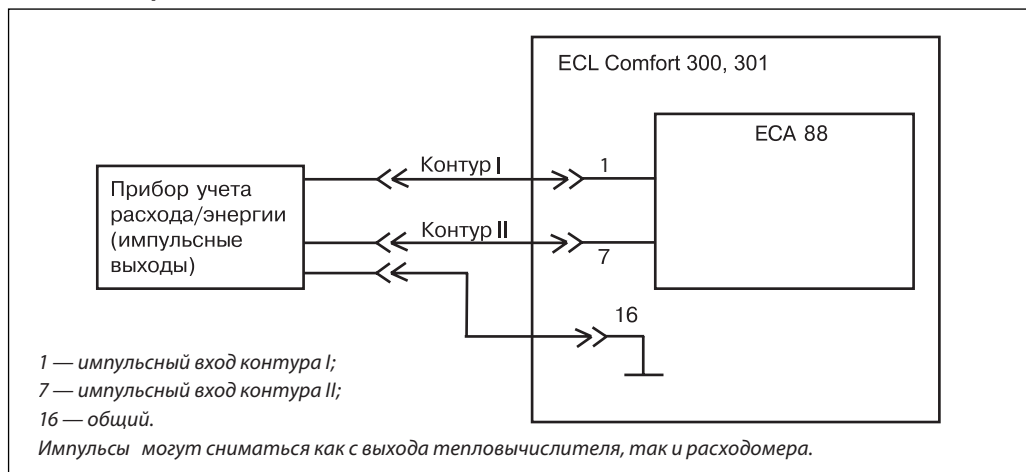 ECL Comfort 300, 301
ECA 88
Контур I
1
Прибор учета
расхода/энергии
(импульсные
выходы)
Контур II
7
16
1 — импульсный вход контура I;
7 — импульсный вход контура II;
16 — общий.
Импульсы могут сниматься как с выхода тепловычислителя, так и расходомера.